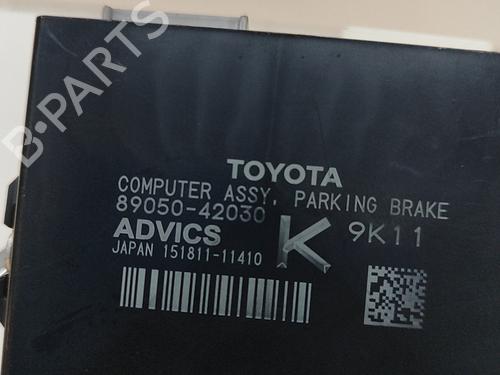 B-PARTS
TOYOTA
COMPUTER ASSY, PARKING BRAKE
89050-42030
ADVICS K 9K11
JAPAN 151811-11410